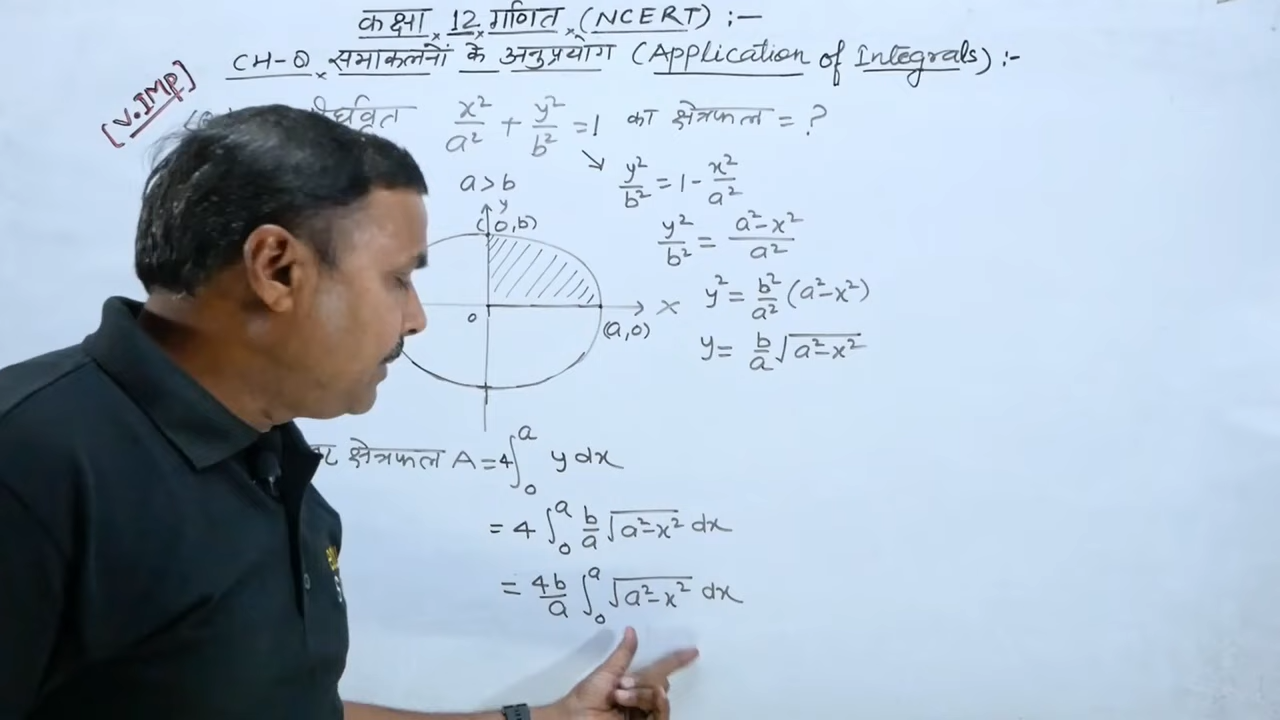 कक्षा 12 गणित (NCERT) :-
CH-8 समाकलनों के अनुप्रयोग (Application of Integrals) :-
[V.IMP]
x²/a² + y²/b² = 1 का क्षेत्रफल = ?
a > b
y
(0,b)
0
x
(a,0)
y²/b² = 1 - x²/a²
y²/b² = (a²-x²)/a²
y² = b²/a² (a²-x²)
y = b/a √(a²-x²)
क्षेत्रफल A = 4∫₀ᵃ y dx
= 4 ∫₀ᵃ b/a √(a²-x²) dx
= 4b/a ∫₀ᵃ √(a²-x²) dx